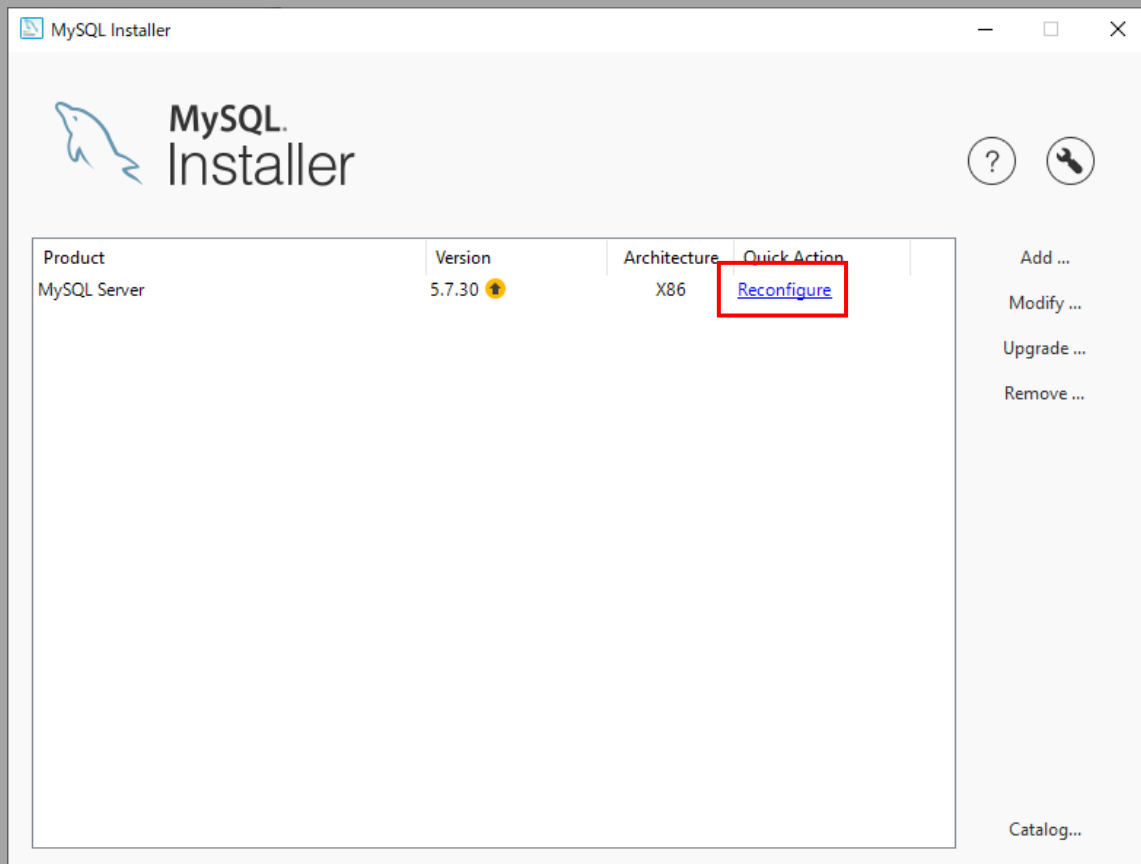 MySQL Installer
MySQL.
Installer
?
Product Version Architecture Quick Action
MySQL Server 5.7.30 X86 Reconfigure
Add ...
Modify ...
Upgrade ...
Remove ...
Catalog...